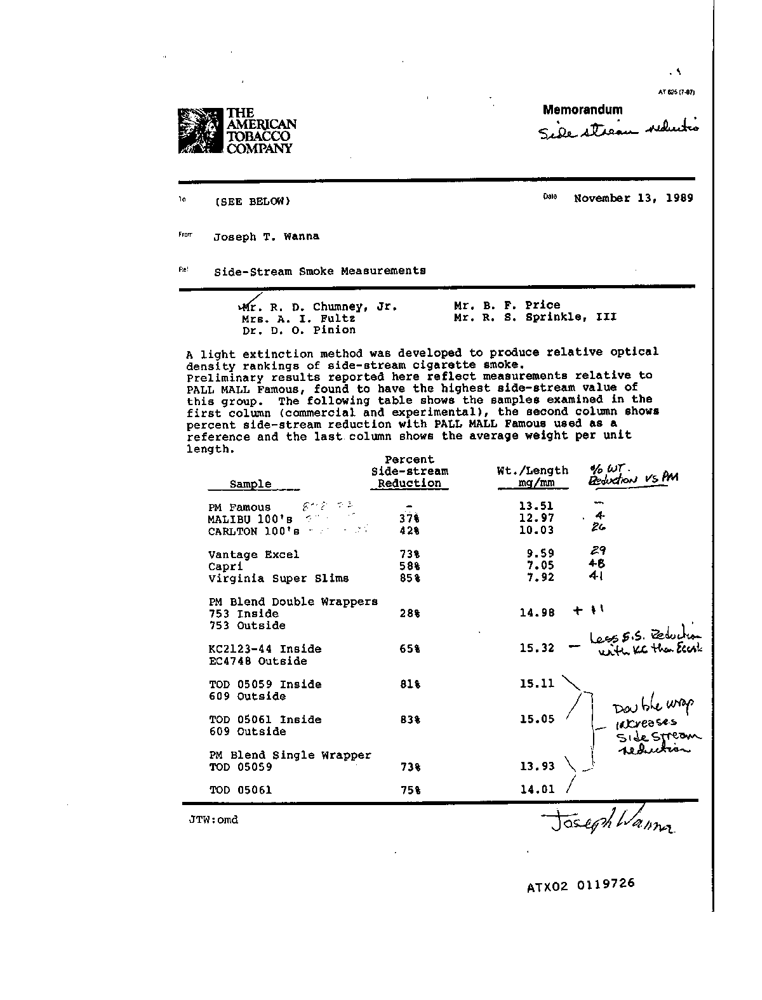 AT 626 (7-87)
THE
AMERICAN
TOBACCO
COMPANY
Memorandum
Side stream reductio
To (SEE BELOW)
Date November 13, 1989
From Joseph T. Wanna
Re: Side-Stream Smoke Measurements
Mr. R. D. Chumney, Jr. Mr. B. F. Price
Mrs. A. I. Fultz Mr. R. S. Sprinkle, III
Dr. D. O. Pinion
A light extinction method was developed to produce relative optical
density rankings of side-stream cigarette smoke.
Preliminary results reported here reflect measurements relative to
PALL MALL Famous, found to have the highest side-stream value of
this group. The following table shows the samples examined in the
first column (commercial and experimental), the second column shows
percent side-stream reduction with PALL MALL Famous used as a
reference and the last column shows the average weight per unit
length.
Percent
Side-stream Wt./Length % WT.
Sample Reduction mg/mm Reduction vs PM
PM Famous - 13.51 -
MALIBU 100's 37% 12.97 4
CARLTON 100's 42% 10.03 26
Vantage Excel 73% 9.59 29
Capri 58% 7.05 48
Virginia Super Slims 85% 7.92 41
PM Blend Double Wrappers
753 Inside 28% 14.98 + 11
753 Outside
Less S.S. Reduction
KC2123-44 Inside 65% 15.32 - with KC than
EC4748 Outside
TOD 05059 Inside 81% 15.11
609 Outside
Double wrap
TOD 05061 Inside 83% 15.05 increases
609 Outside side stream
reduction
PM Blend Single Wrapper
TOD 05059 73% 13.93
TOD 05061 75% 14.01
JTW:omd
Joseph Wanna
ATX02 0119726